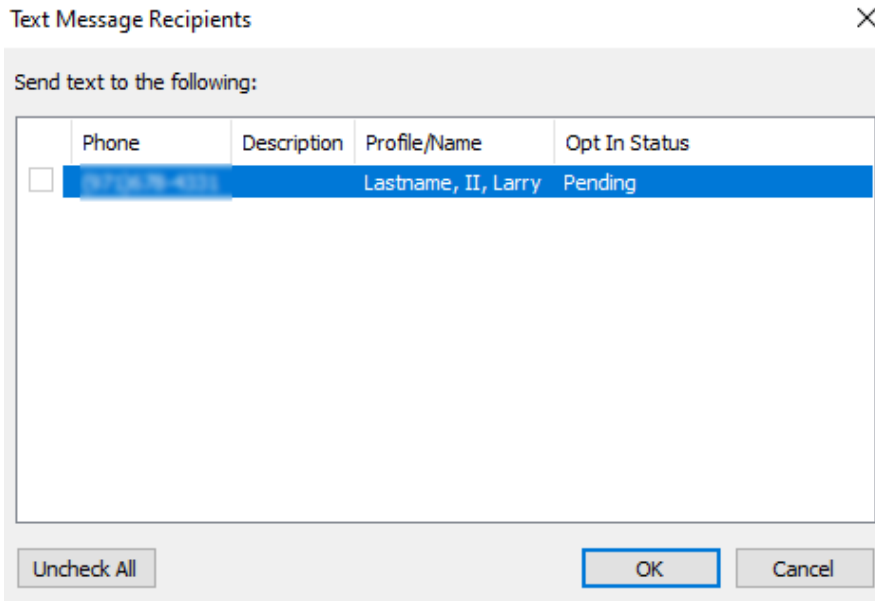 Text Message Recipients
Send text to the following:
Phone Description Profile/Name Opt In Status
Lastname, II, Larry Pending
Uncheck All OK Cancel